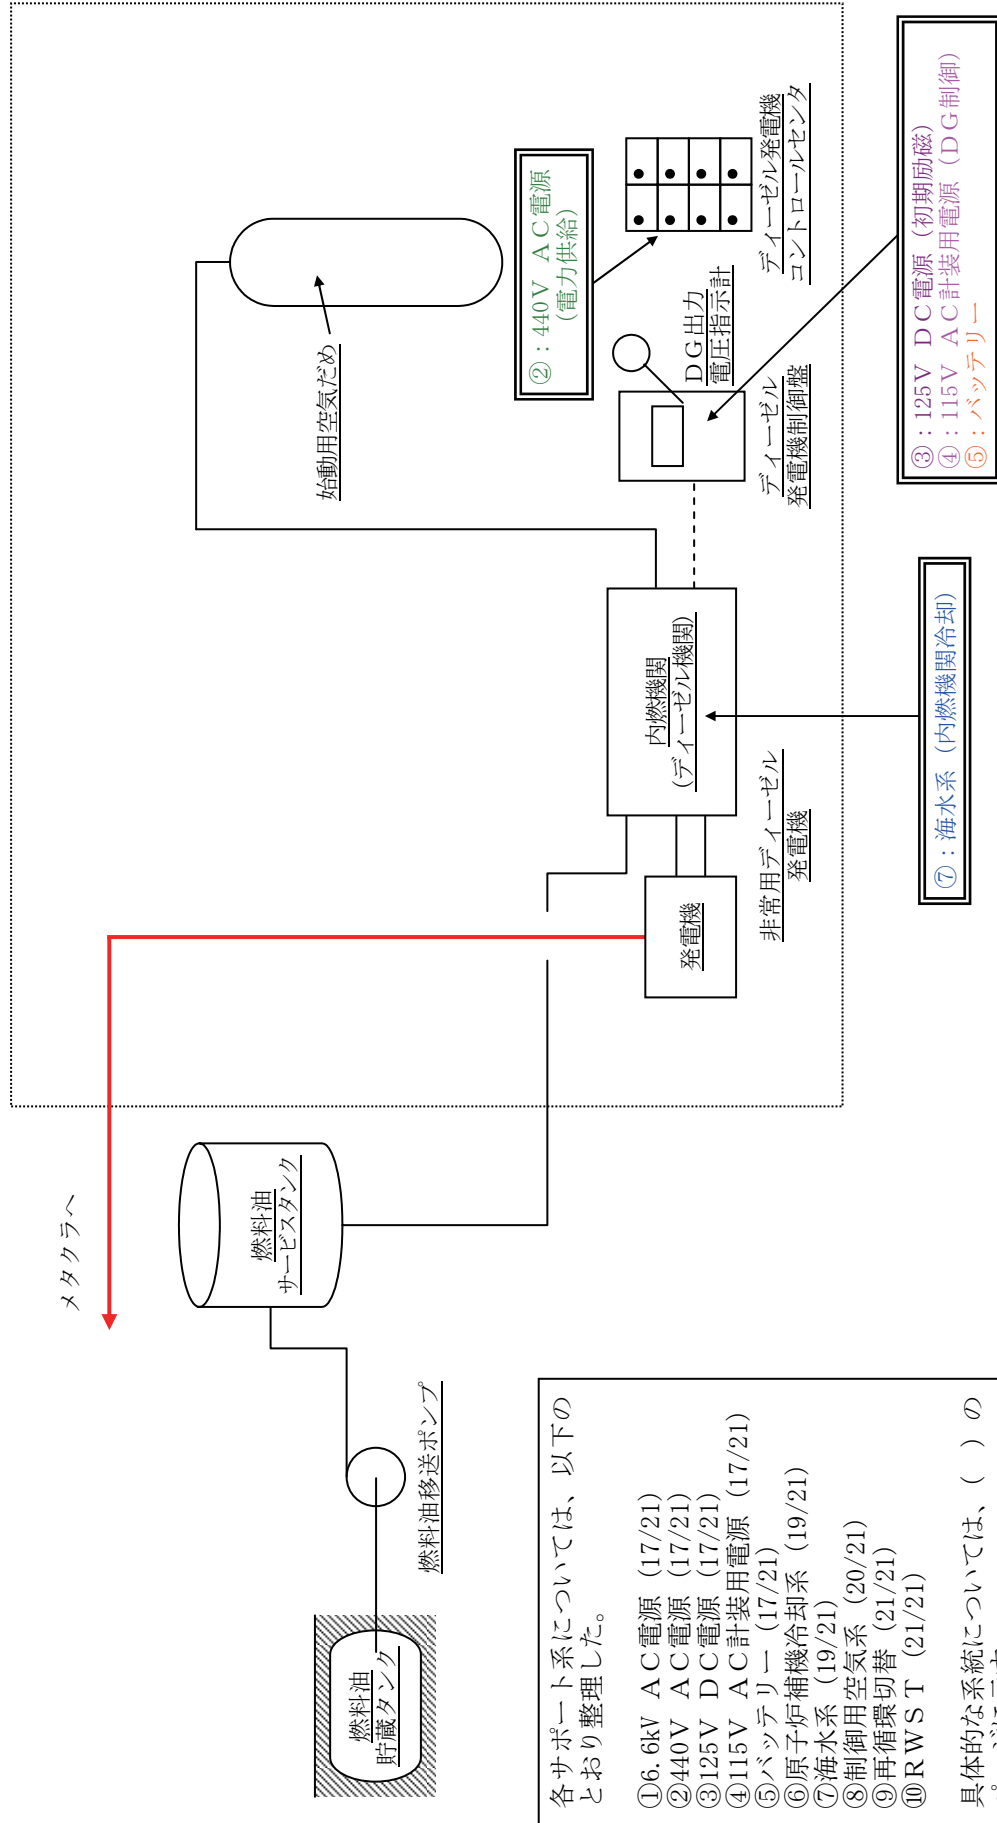 メタクラへ
燃料油
貯蔵タンク
燃料油移送ポンプ
燃料油
サービスタンク
発電機
内燃機関
(ディーゼル機関)
非常用ディーゼル
発電機
始動用空気だめ
ディーゼル
発電機制御盤
DG出力
電圧指示計
ディーゼル発電機
コントロールセンタ
②:440V AC電源
(電力供給)
③:125V DC電源(初期励磁)
④:115V AC計装用電源(DG制御)
⑤:バッテリー
⑦:海水系(内燃機関冷却)
各サポート系については、以下の
とおり整理した。
①6.6kV AC電源(17/21)
②440V AC電源(17/21)
③125V DC電源(17/21)
④115V AC計装用電源(17/21)
⑤バッテリー(17/21)
⑥原子炉補機冷却系(19/21)
⑦海水系(19/21)
⑧制御用空気系(20/21)
⑨再循環切替(21/21)
⑩RWST(21/21)
具体的な系統については、( )の